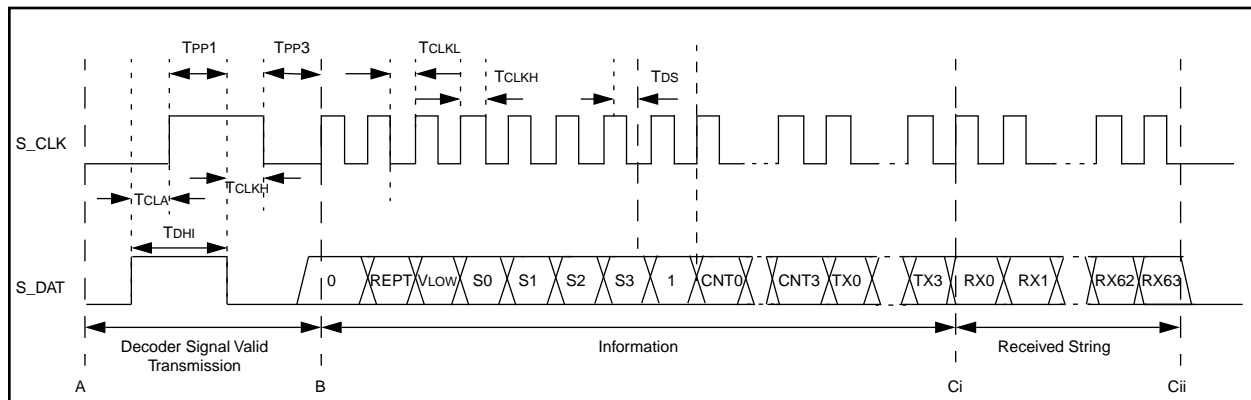 TPP1 TPP3 TCLKL
TCLKH TDS
S_CLK
TCLA TCLKH
TDHI
S_DAT 0 REPT VLOW S0 S1 S2 S3 1 CNT0 CNT3 TX0 TX3 RX0 RX1 RX62 RX63
Decoder Signal Valid Information Received String
Transmission
A B Ci Cii